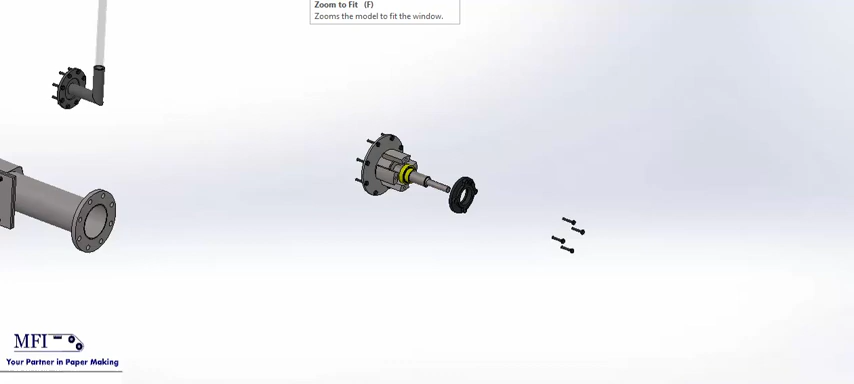 Zoom to Fit (F)
Zooms the model to fit the window.
MFI
Your Partner in Paper Making